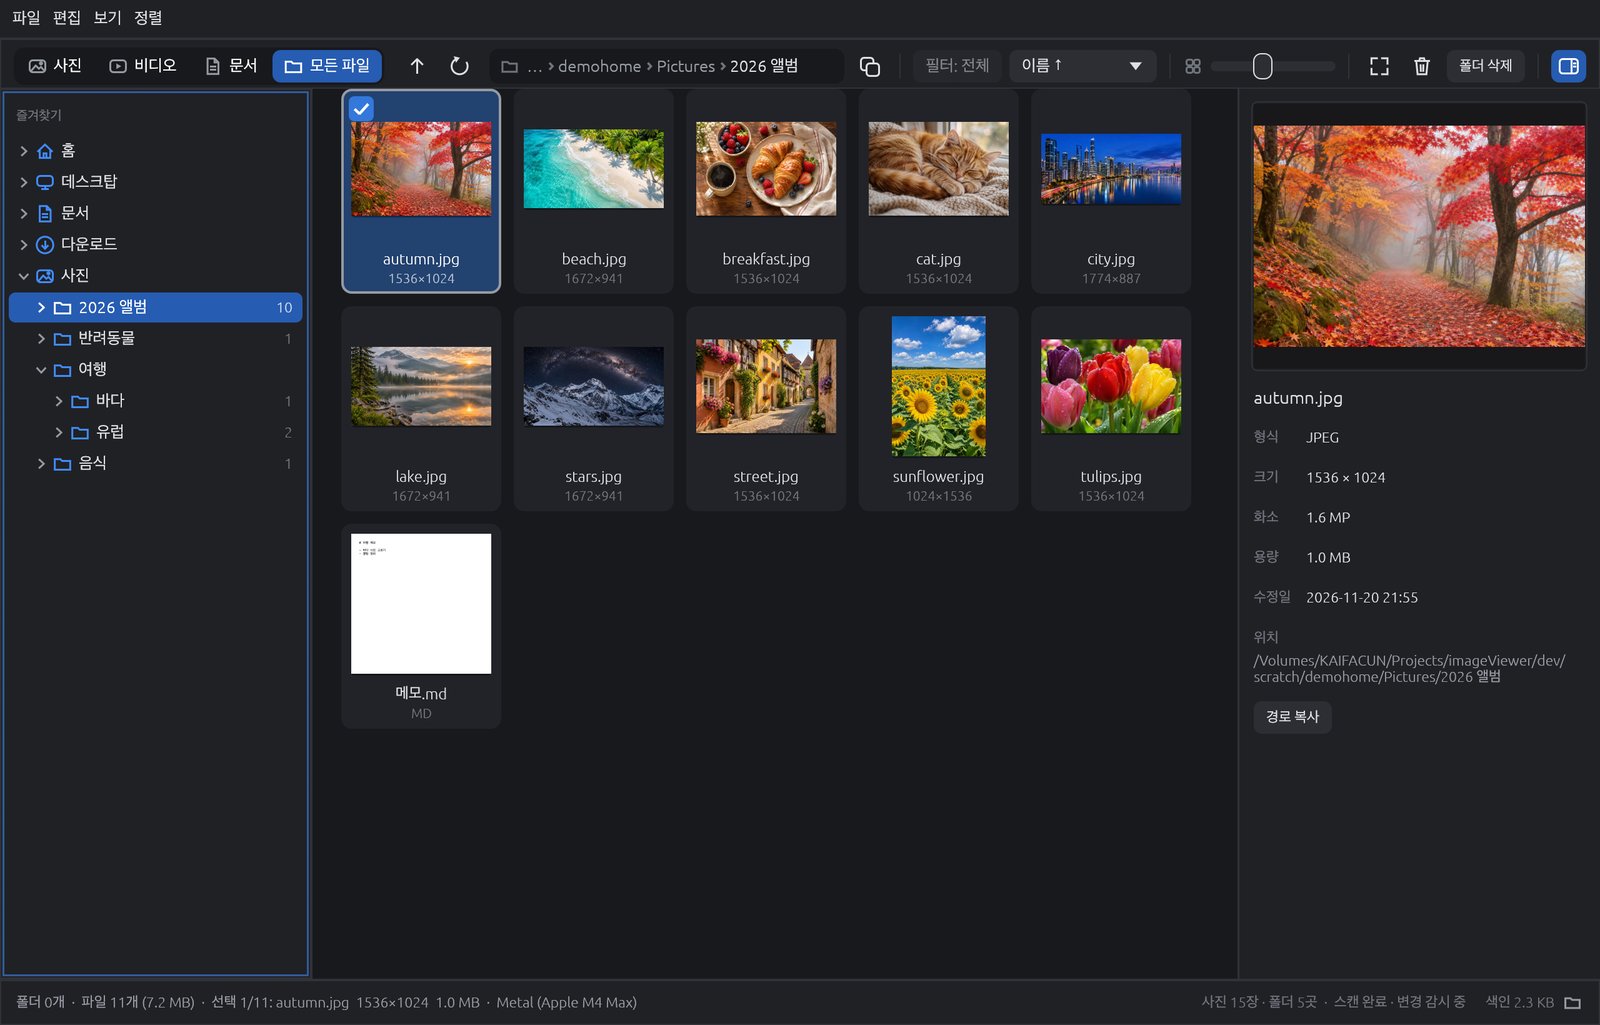 파일 편집 보기 정렬
사진 비디오 문서 모든 파일 … › demohome › Pictures › 2026 앨범 필터: 전체 이름 ↑ 폴더 삭제
즐겨찾기
홈
데스크탑
문서
다운로드
사진
2026 앨범 10
반려동물 1
여행
바다 1
유럽 2
음식 1
autumn.jpg
1536×1024
beach.jpg
1672×941
breakfast.jpg
1536×1024
cat.jpg
1536×1024
city.jpg
1774×887
lake.jpg
1672×941
stars.jpg
1672×941
street.jpg
1536×1024
sunflower.jpg
1024×1536
tulips.jpg
1536×1024
메모.md
MD
autumn.jpg
형식 JPEG
크기 1536 × 1024
화소 1.6 MP
용량 1.0 MB
수정일 2026-11-20 21:55
위치
/Volumes/KAIFACUN/Projects/imageViewer/dev/
scratch/demohome/Pictures/2026 앨범
경로 복사
폴더 0개 · 파일 11개 (7.2 MB) · 선택 1/11: autumn.jpg 1536×1024 1.0 MB · Metal (Apple M4 Max)
사진 15장 · 폴더 5곳 · 스캔 완료 · 변경 감시 중 색인 2.3 KB